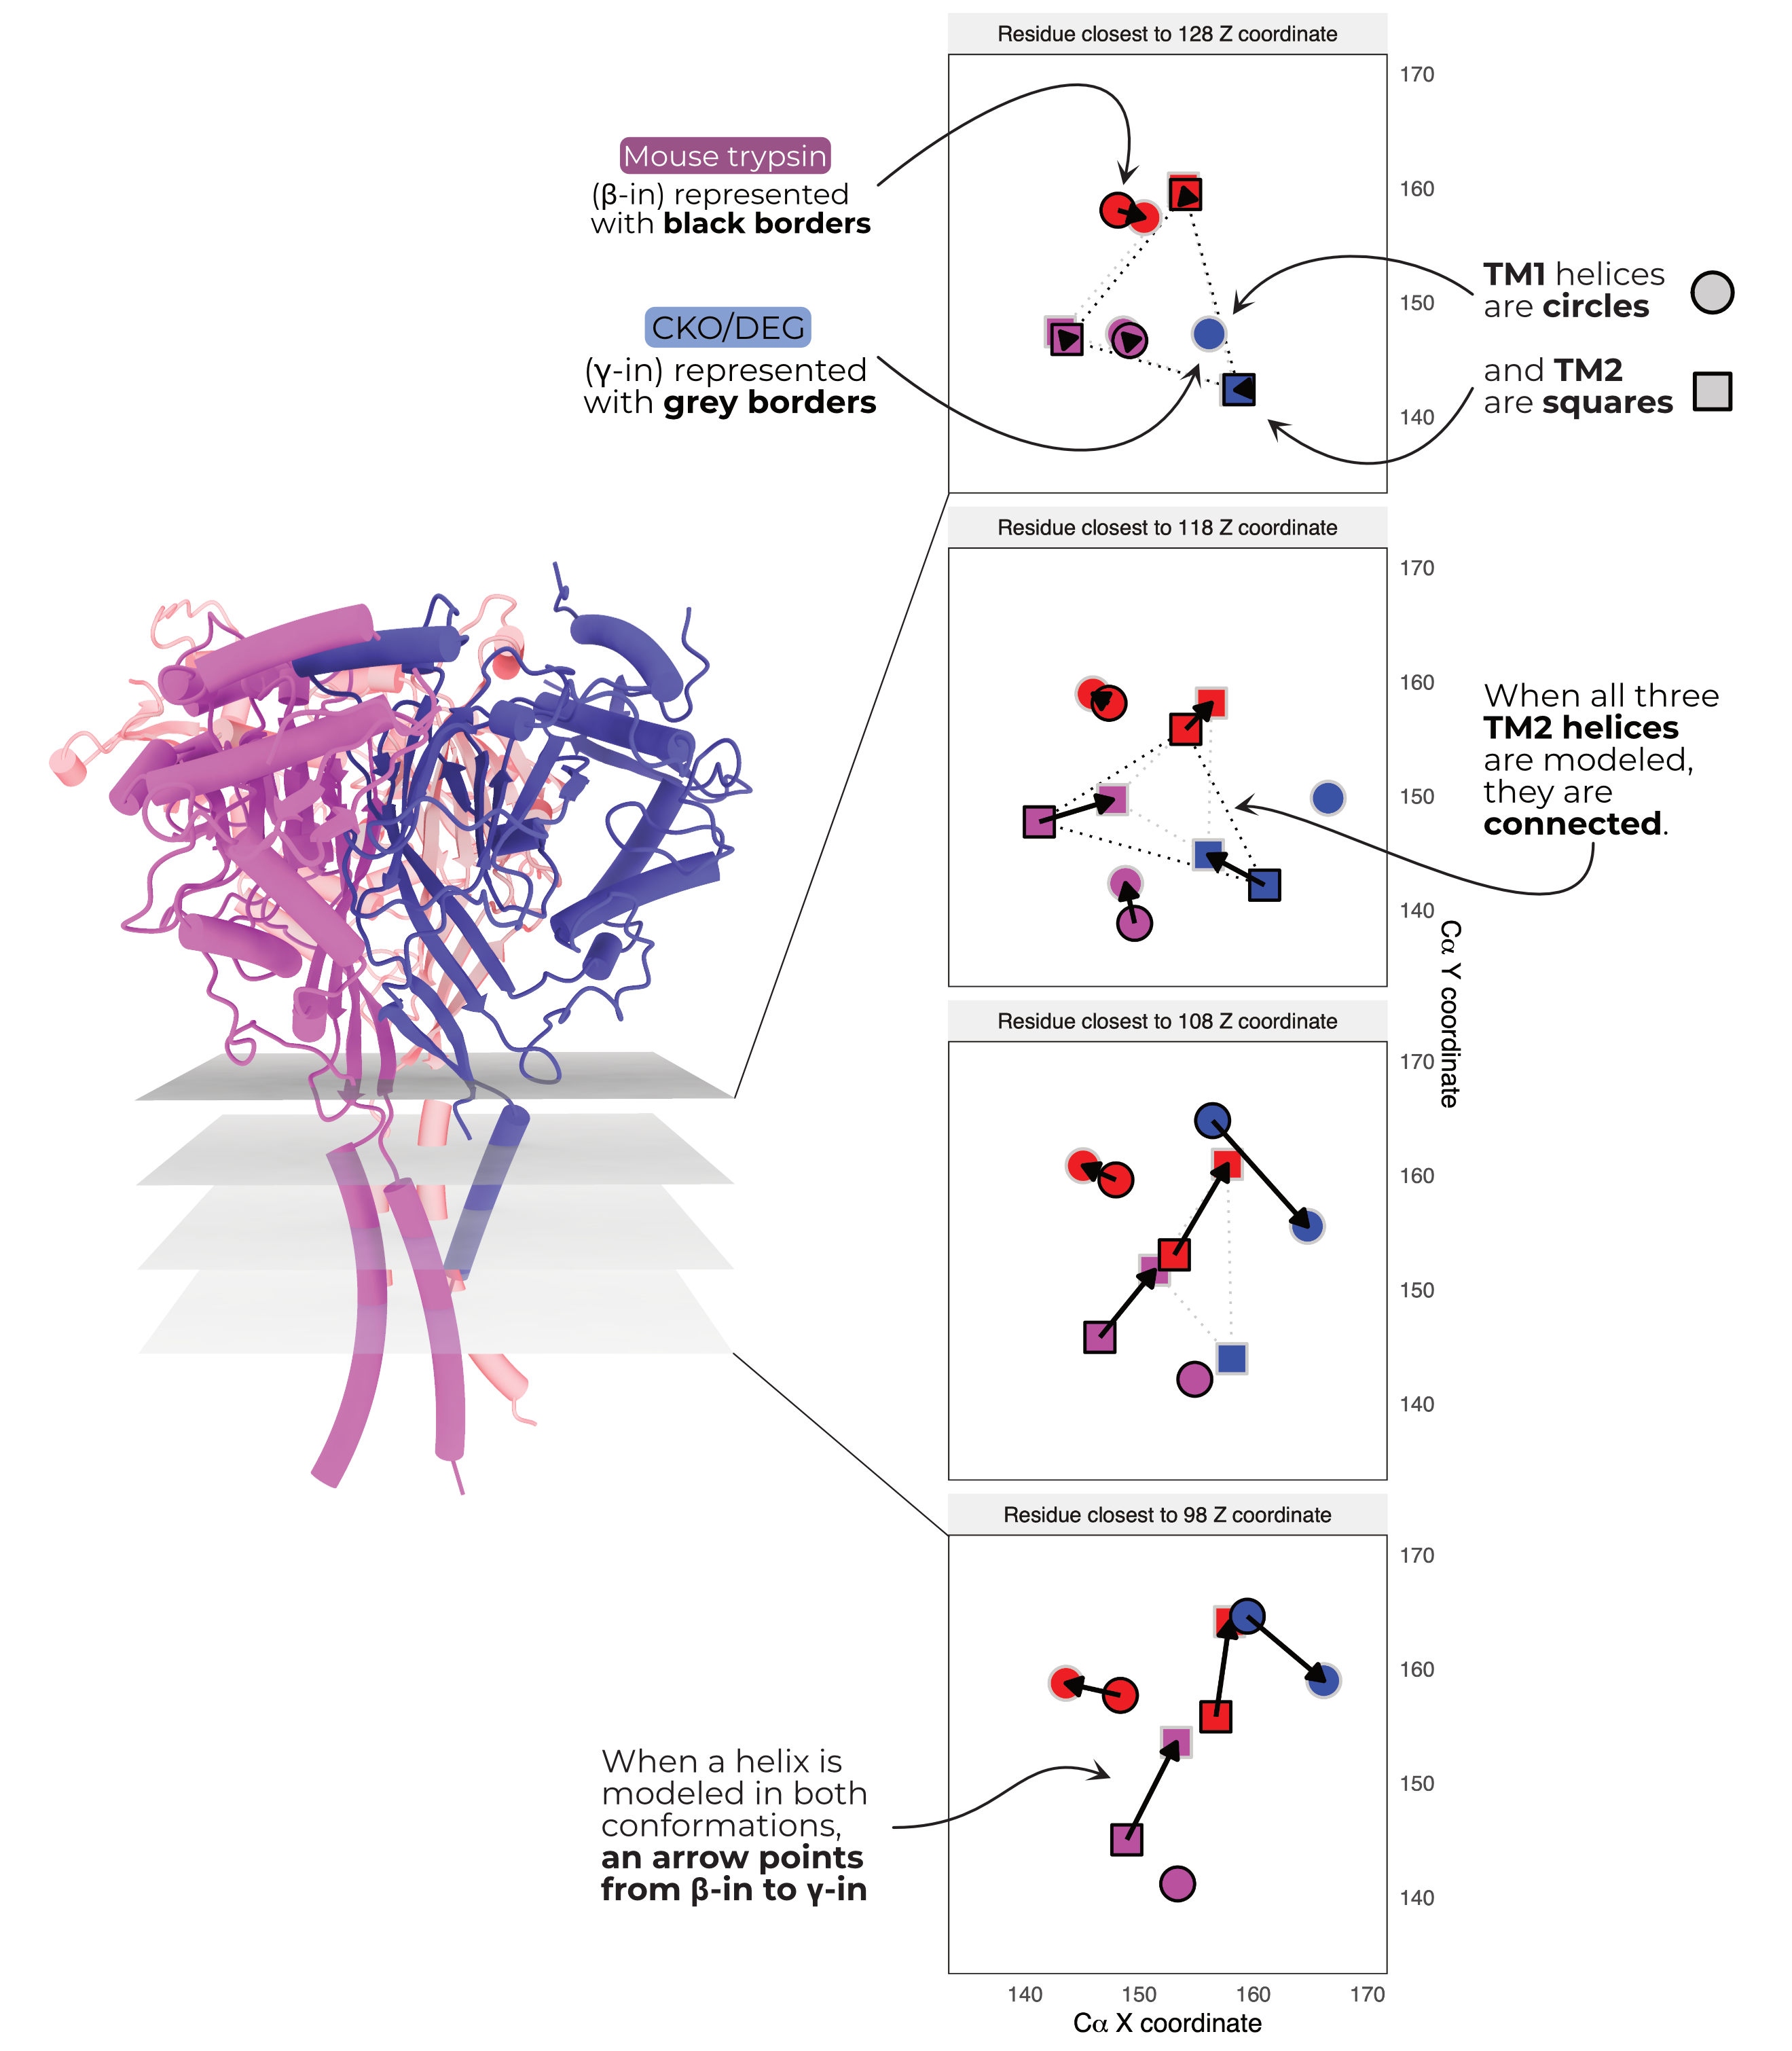 Residue closest to 128 Z coordinate
170
160
150
140
Mouse trypsin
(β-in) represented
with black borders
CKO/DEG
(γ-in) represented
with grey borders
TM1 helices
are circles
and TM2
are squares
Residue closest to 118 Z coordinate
170
160
150
140
When all three
TM2 helices
are modeled,
they are
connected.
Cα Y coordinate
Residue closest to 108 Z coordinate
170
160
150
140
Residue closest to 98 Z coordinate
170
160
150
140
When a helix is
modeled in both
conformations,
an arrow points
from β-in to γ-in
140 150 160 170
Cα X coordinate